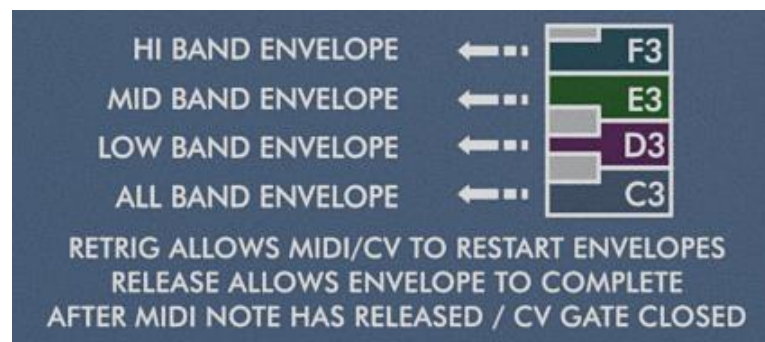 HI BAND ENVELOPE F3
MID BAND ENVELOPE E3
LOW BAND ENVELOPE D3
ALL BAND ENVELOPE C3
RETRIG ALLOWS MIDI/CV TO RESTART ENVELOPES
RELEASE ALLOWS ENVELOPE TO COMPLETE
AFTER MIDI NOTE HAS RELEASED / CV GATE CLOSED